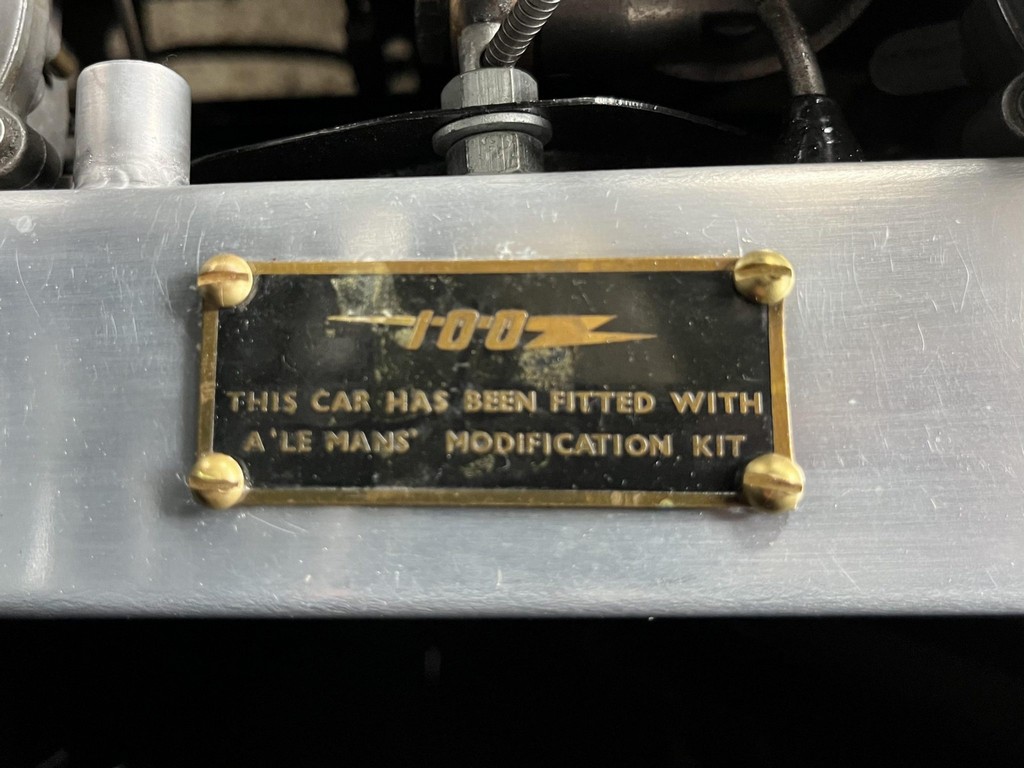 100
THIS CAR HAS BEEN FITTED WITH
A 'LE MANS' MODIFICATION KIT